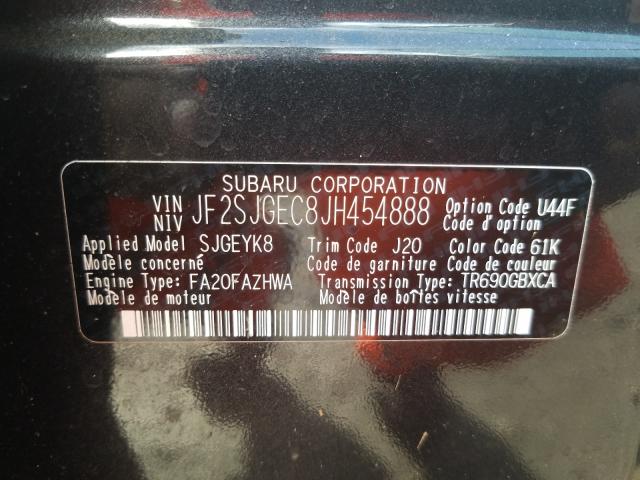 SUBARU CORPORATION
VIN NIV JF2SJGEC8JH454888 Option Code U44F
Code d'option
Applied Model SJGEYK8 Trim Code J20 Color Code 61K
Modèle concerné Code de garniture Code de couleur
Engine Type: FA20FAZHWA Transmission Type: TR690GBXCA
Modèle de moteur Modèle de boîtes vitesse